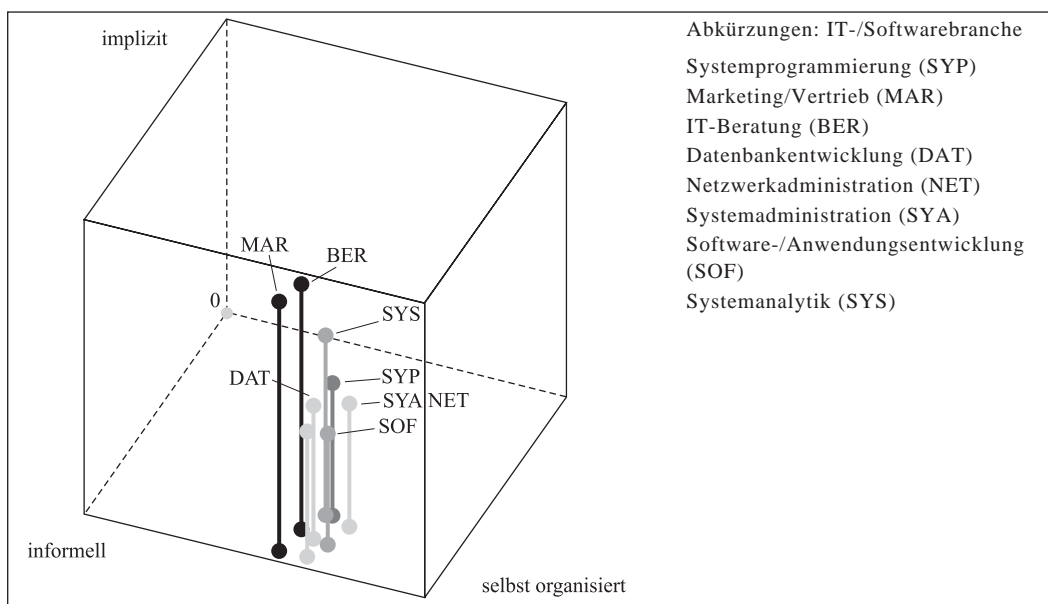 implizit
MAR
BER
0
SYS
DAT
SYP
SYA NET
SOF
informell
selbst organisiert
Abkürzungen: IT-/Softwarebranche
Systemprogrammierung (SYP)
Marketing/Vertrieb (MAR)
IT-Beratung (BER)
Datenbankentwicklung (DAT)
Netzwerkadministration (NET)
Systemadministration (SYA)
Software-/Anwendungsentwicklung
(SOF)
Systemanalytik (SYS)